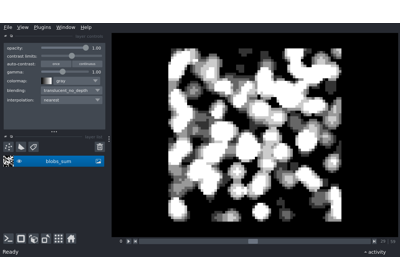 File View Plugins Window Help
opacity: 1.00
contrast limits:
auto-contrast: once continuous
gamma: 1.00
colormap: gray
blending: translucent_no_depth
interpolation: nearest
blobs_sum
Ready
activity